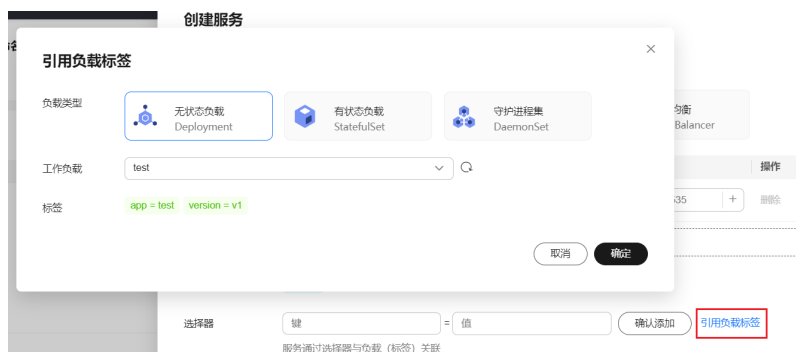 创建服务
引用负载标签
负载类型
无状态负载
Deployment
有状态负载
StatefulSet
守护进程集
DaemonSet
均衡
Balancer
工作负载
test
操作
标签
app = test version = v1
535
删除
取消
确定
选择器
键
=
值
确认添加
引用负载标签
服务通过选择器与负载（标签）关联